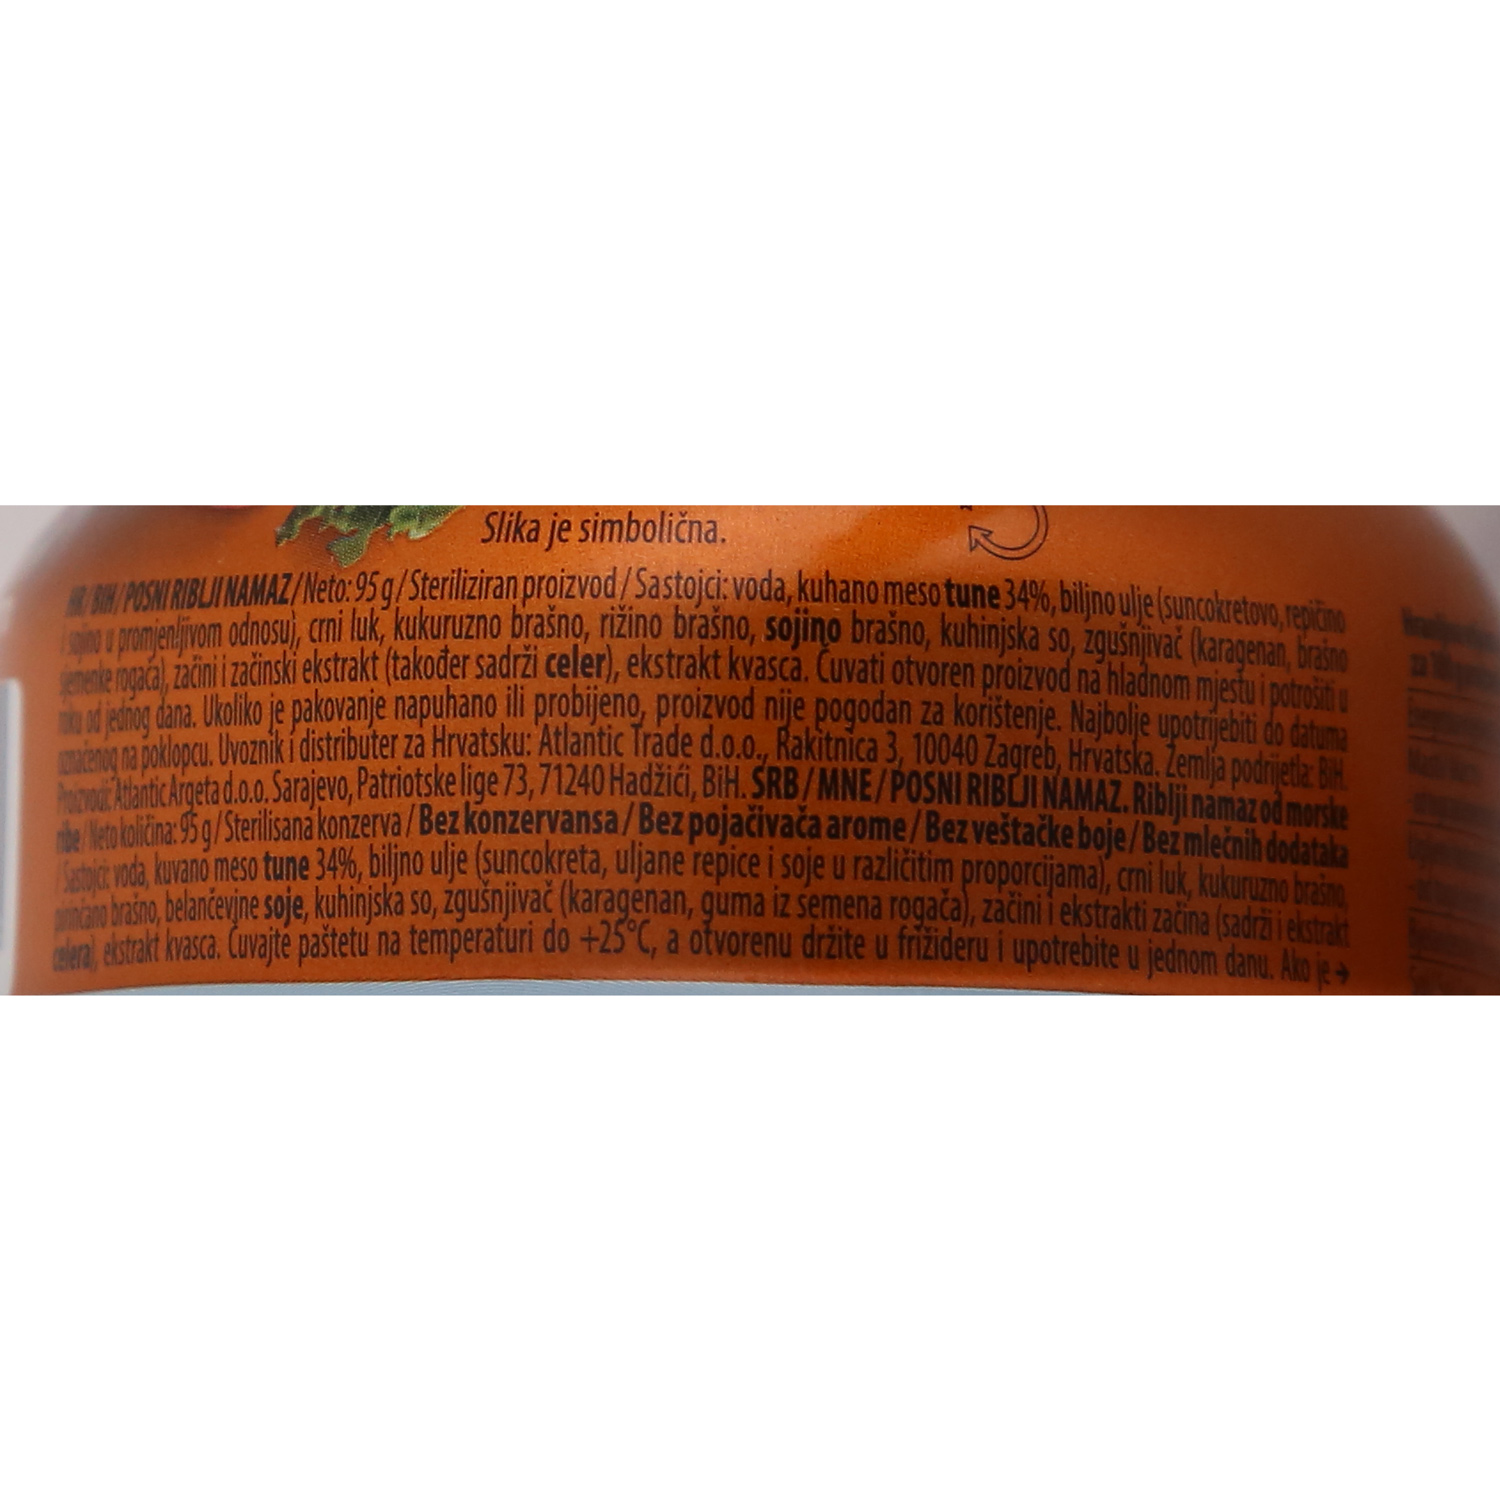 Slika je simbolična.
HR/BIH/POSNI RIBLJI NAMAZ/Neto: 95 g/Steriliziran proizvod/Sastojci: voda, kuhano meso tune 34%, biljno ulje (suncokretovo, repičino
i sojino u promjenljivom odnosu), crni luk, kukuruzno brašno, rižino brašno, sojino brašno, kuhinjska so, zgušnjivač (karagenan, brašno
sjemenke rogača), začini i začinski ekstrakt (također sadrži celer), ekstrakt kvasca. Čuvati otvoren proizvod na hladnom mjestu i potrošiti u
roku od jednog dana. Ukoliko je pakovanje napuhano ili probijeno, proizvod nije pogodan za korištenje. Najbolje upotrijebiti do datuma
označenog na poklopcu. Uvoznik i distributer za Hrvatsku: Atlantic Trade d.o.o., Rakitnica 3, 10040 Zagreb, Hrvatska. Zemlja podrijetla: BiH.
Proizvodi: Atlantic Argeta d.o.o. Sarajevo, Patriotske lige 73, 71240 Hadžići, BiH. SRB/MNE/POSNI RIBLJI NAMAZ. Riblji namaz od morske
ribe/Neto količina: 95 g/Sterilisana konzerva/Bez konzervansa/Bez pojačivača arome/Bez veštačke boje/Bez mlečnih dodataka
/Sastojci: voda, kuvano meso tune 34%, biljno ulje (suncokreta, uljane repice i soje u različitim proporcijama), crni luk, kukuruzno brašno,
pirinčano brašno, belančevine soje, kuhinjska so, zgušnjivač (karagenan, guma iz semena rogača), začini i ekstrakti začina (sadrži i ekstrakt
celera), ekstrakt kvasca. Čuvajte paštetu na temperaturi do +25°C, a otvorenu držite u frižideru i upotrebite u jednom danu. Ako je →